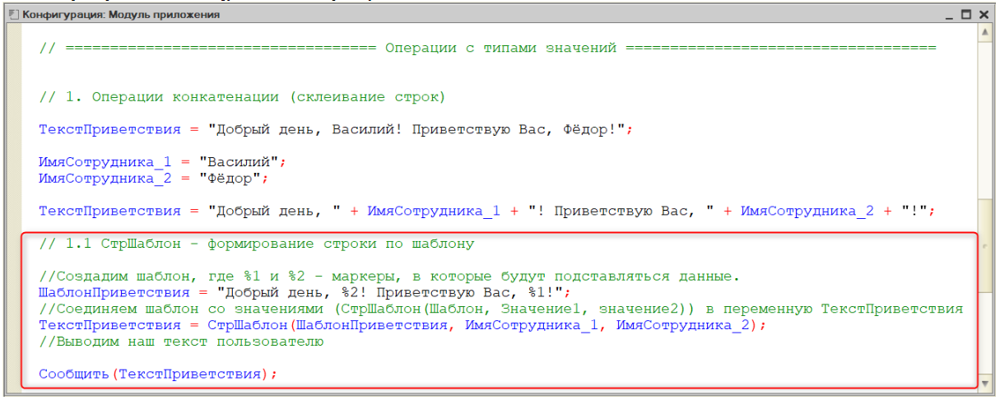 Конфигурация: Модуль приложения
// =================================== Операции с типами значений ===================================
// 1. Операции конкатенации (склеивание строк)
ТекстПриветствия = "Добрый день, Василий! Приветствую Вас, Фёдор!";
ИмяСотрудника_1 = "Василий";
ИмяСотрудника_2 = "Фёдор";
ТекстПриветствия = "Добрый день, " + ИмяСотрудника_1 + "! Приветствую Вас, " + ИмяСотрудника_2 + "!";
// 1.1 СтрШаблон - формирование строки по шаблону
//Создадим шаблон, где %1 и %2 - маркеры, в которые будут подставляться данные.
ШаблонПриветствия = "Добрый день, %2! Приветствую Вас, %1!";
//Соединяем шаблон со значениями (СтрШаблон(Шаблон, Значение1, значение2)) в переменную ТекстПриветствия
ТекстПриветствия = СтрШаблон(ШаблонПриветствия, ИмяСотрудника_1, ИмяСотрудника_2);
//Выводим наш текст пользователю
Сообщить(ТекстПриветствия);